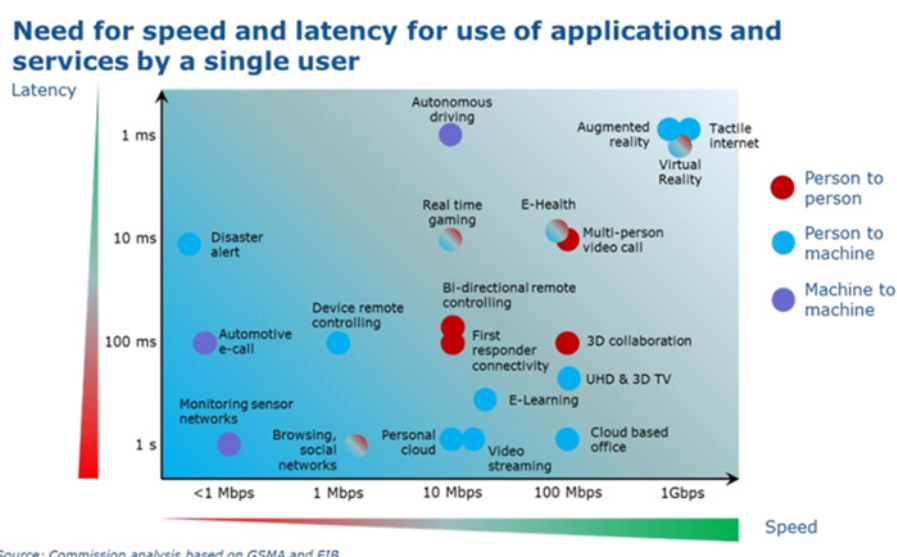 Need for speed and latency for use of applications and
services by a single user
Latency
Autonomous
driving
1 ms
Augmented
reality
Tactile
internet
Virtual
Reality
Person to
person
Real time
gaming
E-Health
10 ms
Disaster
alert
Multi-person
video call
Person to
machine
Bi-directional remote
controlling
Machine to
machine
Device remote
controlling
100 ms
Automotive
e-call
First
responder
connectivity
3D collaboration
UHD & 3D TV
E-Learning
Monitoring sensor
networks
1 s
Browsing,
social
networks
Personal
cloud
Video
streaming
Cloud based
office
<1 Mbps
1 Mbps
10 Mbps
100 Mbps
1Gbps
Speed
Source: Commission analysis based on GSMA and EIB